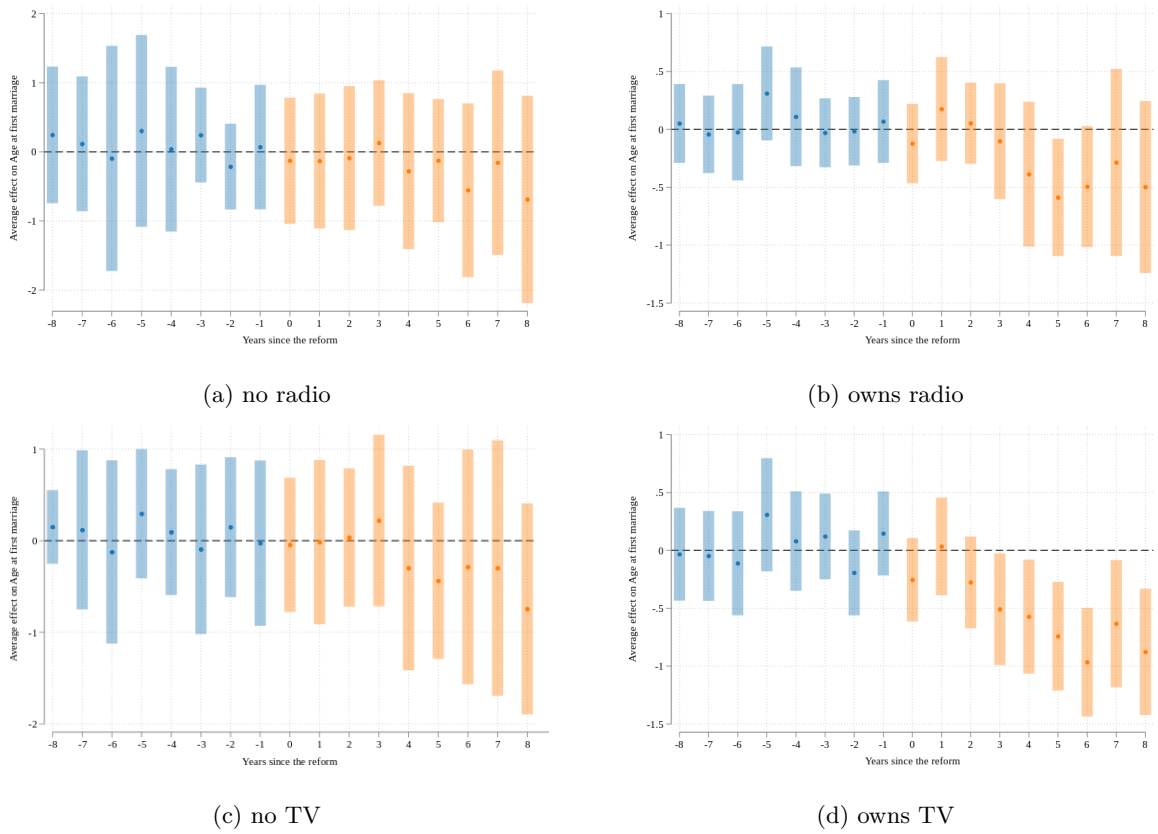 2
1
0
-1
-2
Average effect on Age at first marriage
-8 -7 -6 -5 -4 -3 -2 -1 0 1 2 3 4 5 6 7 8
Years since the reform
(a) no radio
1
.5
0
-.5
-1
-1.5
Average effect on Age at first marriage
-8 -7 -6 -5 -4 -3 -2 -1 0 1 2 3 4 5 6 7 8
Years since the reform
(b) owns radio
1
0
-1
-2
Average effect on Age at first marriage
-8 -7 -6 -5 -4 -3 -2 -1 0 1 2 3 4 5 6 7 8
Years since the reform
(c) no TV
1
.5
0
-.5
-1
-1.5
Average effect on Age at first marriage
-8 -7 -6 -5 -4 -3 -2 -1 0 1 2 3 4 5 6 7 8
Years since the reform
(d) owns TV